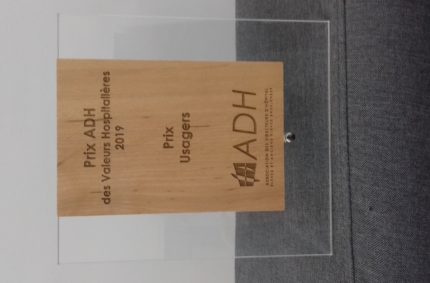 Prix ADH
des Valeurs Hospitalières
2019
Prix
Usagers
ADH